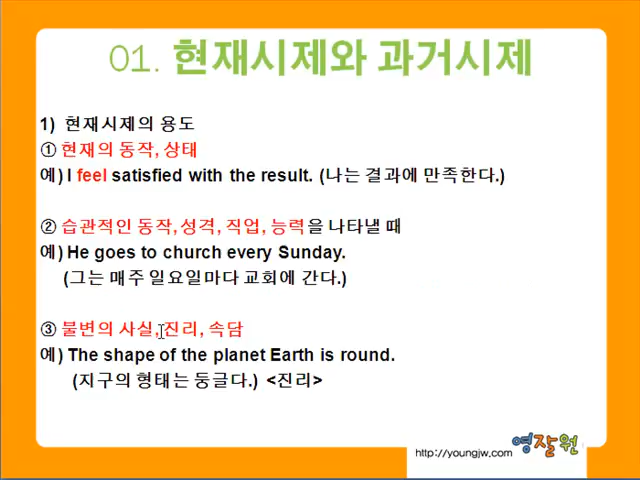 01. 현재시제와 과거시제
1) 현재시제의 용도
① 현재의 동작, 상태
예) I feel satisfied with the result. (나는 결과에 만족한다.)
② 습관적인 동작, 성격, 직업, 능력을 나타낼 때
예) He goes to church every Sunday.
(그는 매주 일요일마다 교회에 간다.)
③ 불변의 사실, 진리, 속담
예) The shape of the planet Earth is round.
(지구의 형태는 둥글다.) <진리>
http://youngjw.com 영잘원